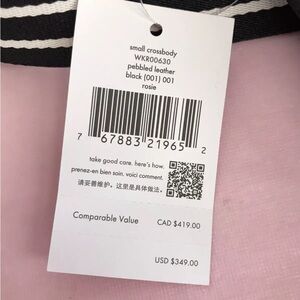 small crossbody
WKR00630
pebbled leather
black (001) 001
rosie
7 67883 21965 2
take good care. here's how.
prenez-en bien soin. voici comment.
请妥善维护。这里是具体做法。
Comparable Value CAD $419.00
USD $349.00